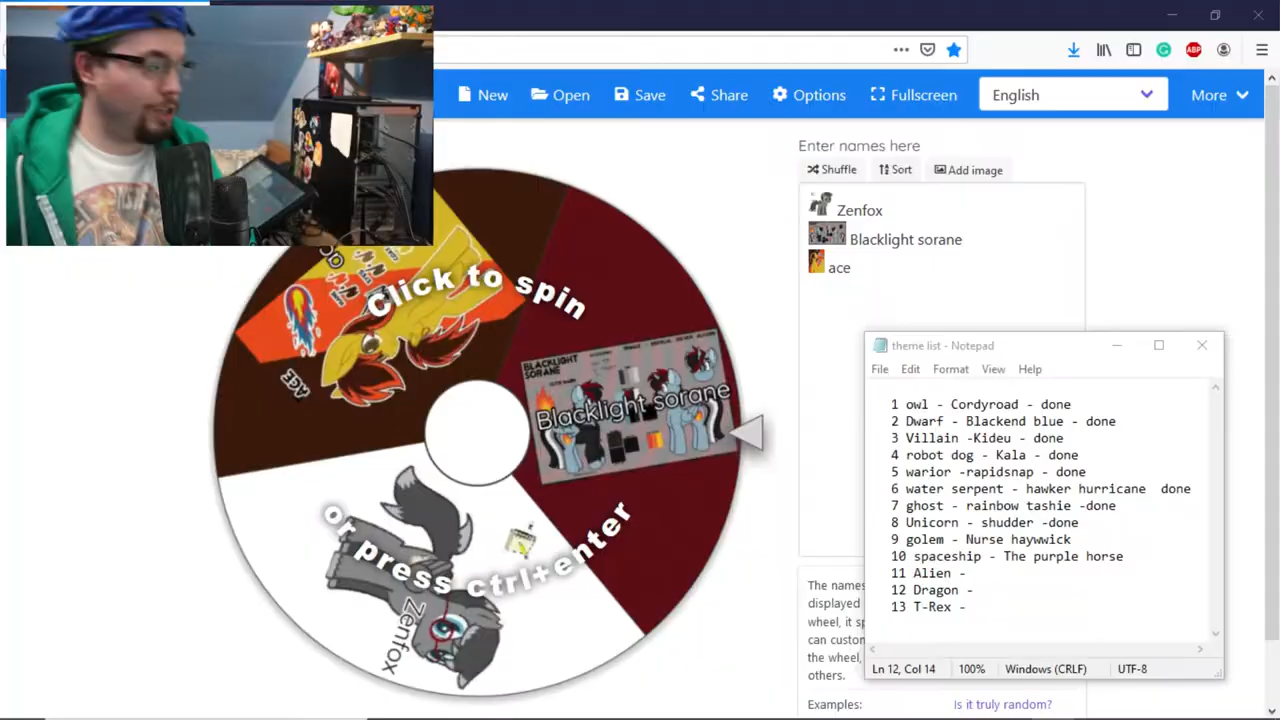 New
Open
Save
Share
Options
Fullscreen
English
More
ABP
Enter names here
Shuffle
Sort
Add image
Zenfox
Blacklight sorane
ace
Click to spin
or press ctrl+enter
ACE
BLACKLIGHT
SORANE
Blacklight sorane
Zenfox
theme list - Notepad
File Edit Format View Help
1 owl - Cordyroad - done
2 Dwarf - Blackend blue - done
3 Villain -Kideu - done
4 robot dog - Kala - done
5 warior -rapidsnap - done
6 water serpent - hawker hurricane  done
7 ghost - rainbow tashie -done
8 Unicorn - shudder -done
9 golem - Nurse haywwick
10 spaceship - The purple horse
11 Alien -
12 Dragon -
13 T-Rex -
Ln 12, Col 14 100% Windows (CRLF) UTF-8
The names
displayed
wheel, it sp
can custom
the wheel,
others.
Examples: Is it truly random?